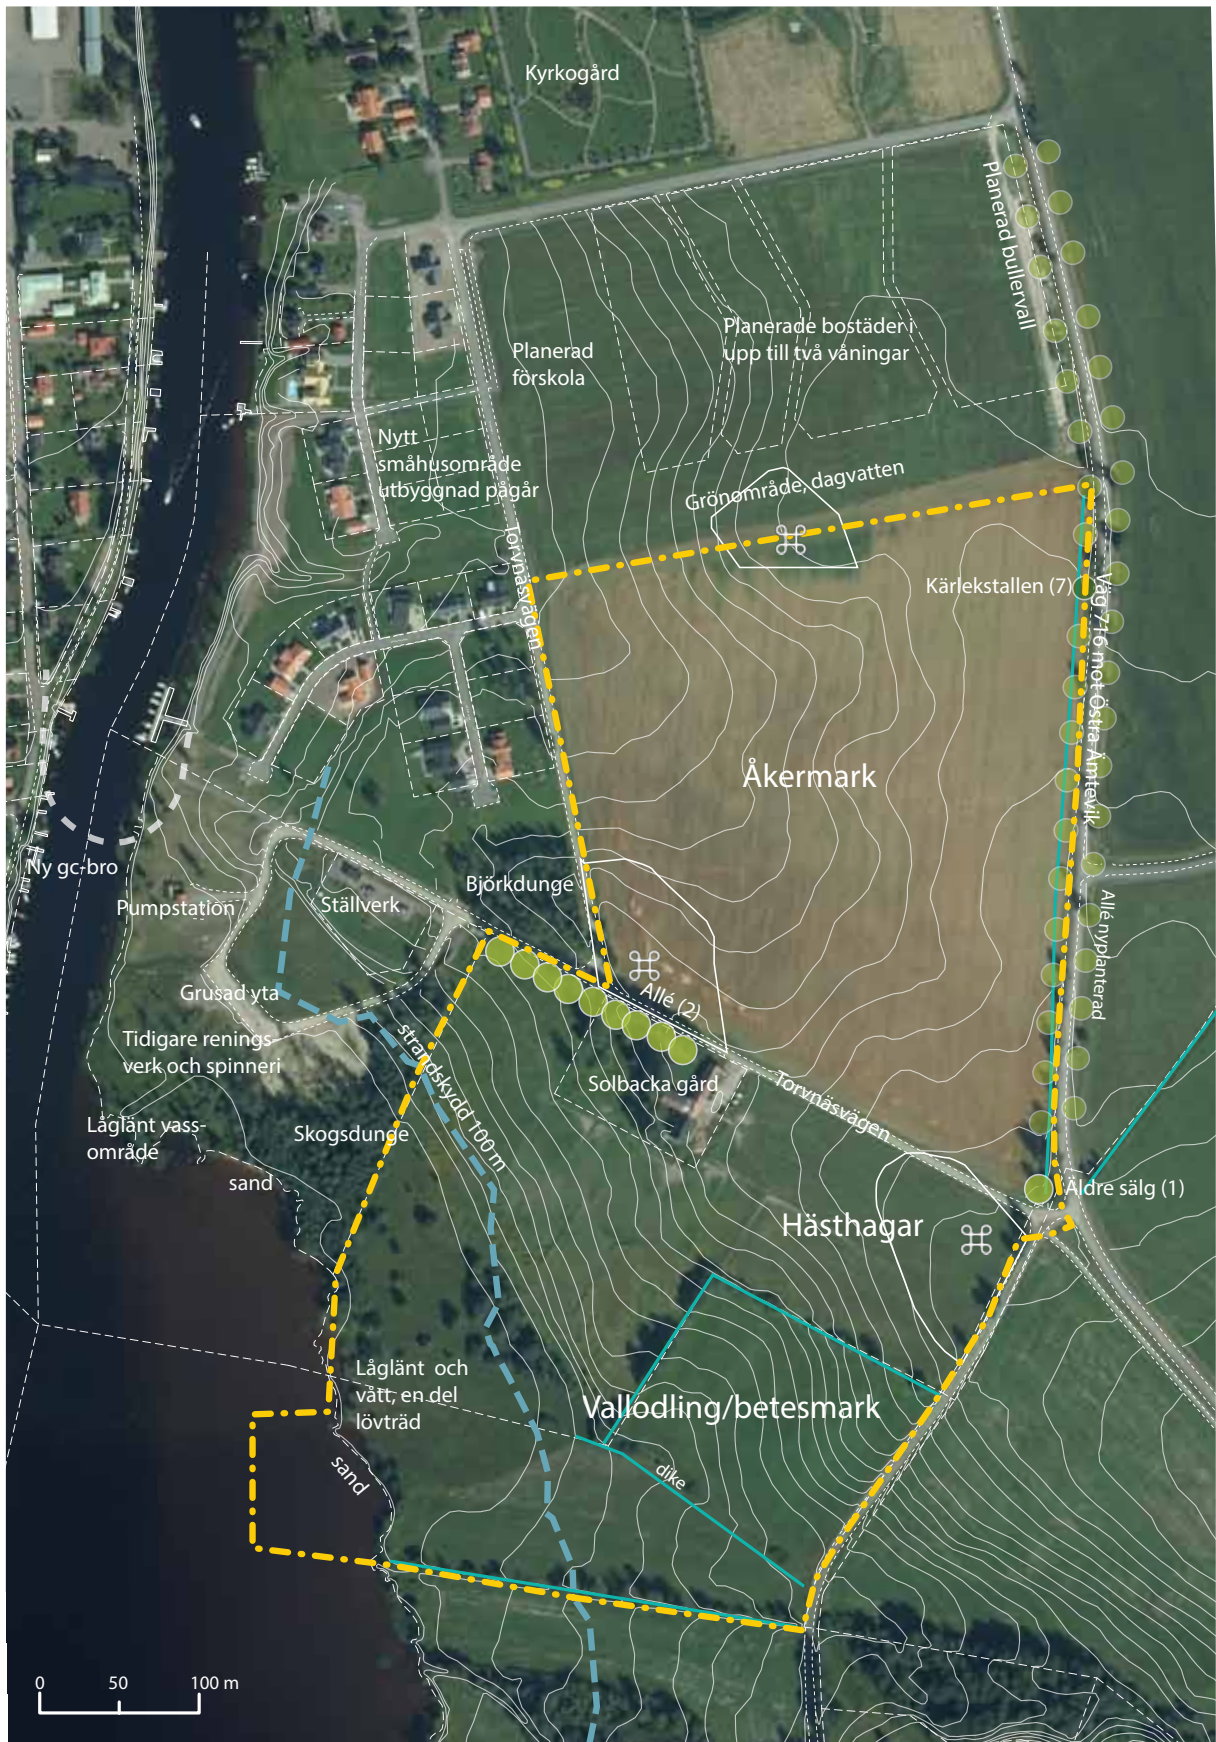 Kyrkogård
Planerad bullervall
Planerade bostäder i
upp till två våningar
Planerad
förskola
Nytt
småhusområde
utbyggnad pågår
Grönområde, dagvatten
Torvnäsvägen
Kärlekstallen (7)
Väg 716 mot Östra Ämtevik
Åkermark
Ny gc-bro
Björkdunge
Pumpstation
Ställverk
Allé nyplanterad
Grusad yta
Allé (2)
Tidigare renings-
verk och spinneri
strandskydd 100 m
Solbacka gård
Torvnäsvägen
Låglänt vass-
område
Skogsdunge
sand
Äldre sälg (1)
Hästhagar
Låglänt och
vått, en del
lövträd
Vallodling/betesmark
sand
dike
0 50 100 m